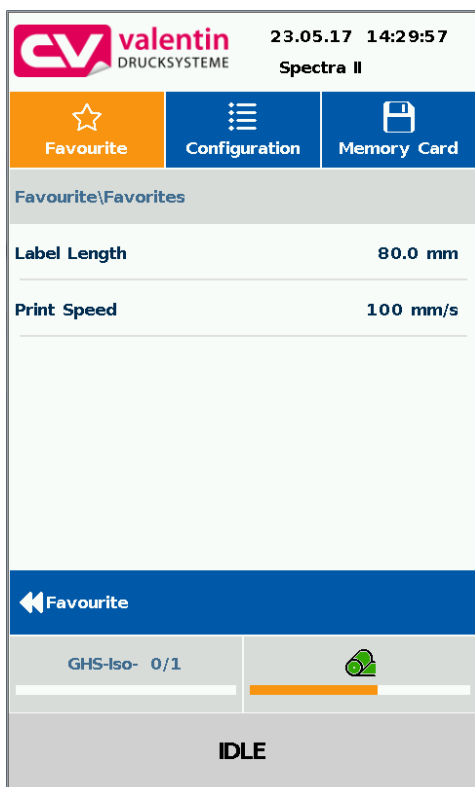 CV valentin 23.05.17 14:29:57
DRUCKSYSTEME Spectra II
Favourite Configuration Memory Card
Favourite\Favorites
Label Length 80.0 mm
Print Speed 100 mm/s
Favourite
GHS-Iso- 0/1
IDLE